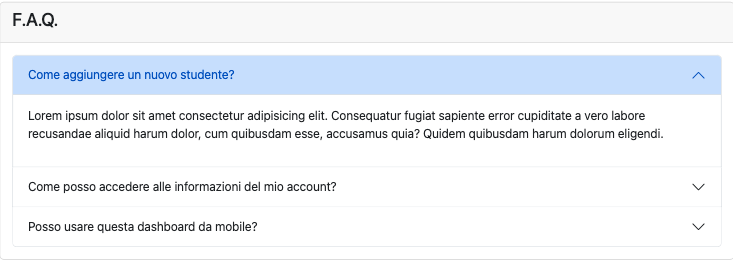 F.A.Q.
Come aggiungere un nuovo studente?
Lorem ipsum dolor sit amet consectetur adipisicing elit. Consequatur fugiat sapiente error cupiditate a vero labore
recusandae aliquid harum dolor, cum quibusdam esse, accusamus quia? Quidem quibusdam harum dolorum eligendi.
Come posso accedere alle informazioni del mio account?
Posso usare questa dashboard da mobile?